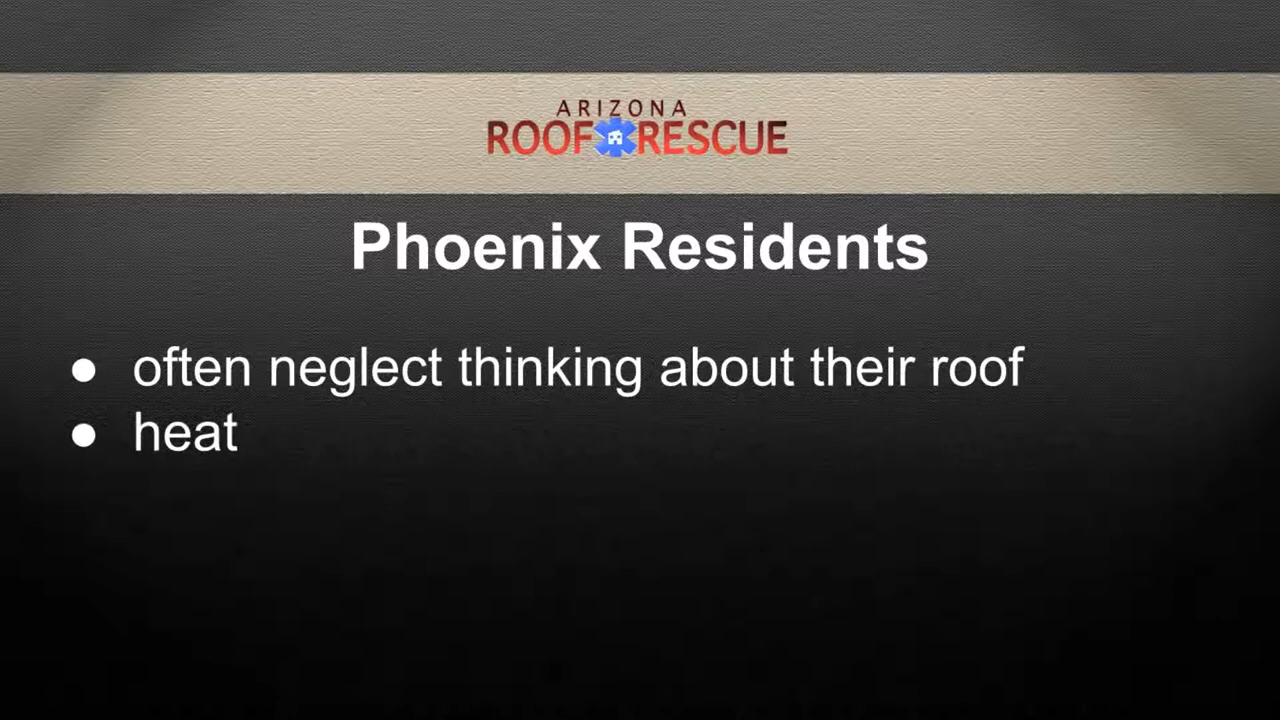 ARIZONA
ROOF RESCUE
Phoenix Residents
● often neglect thinking about their roof
● heat